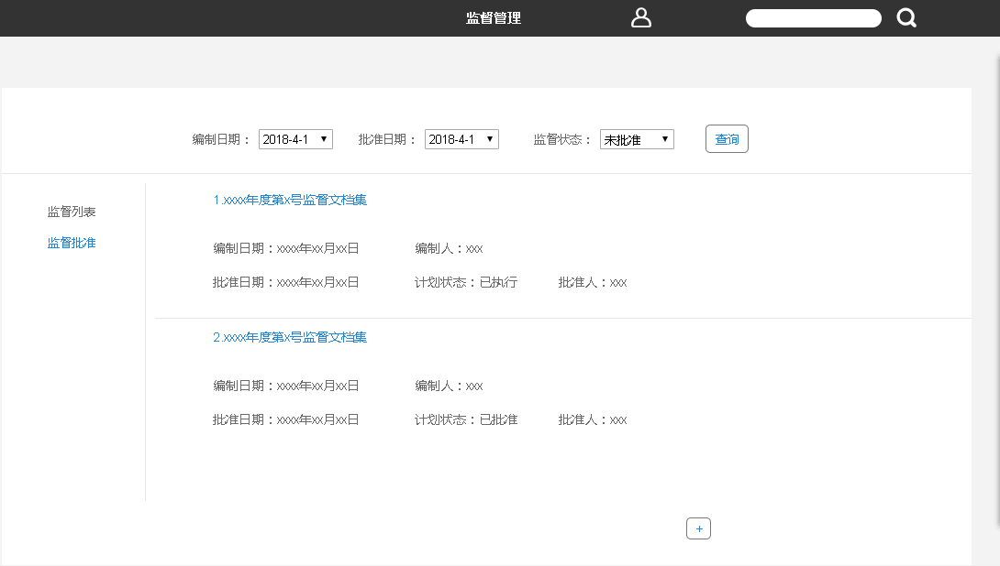 监督管理
编制日期： 2018-4-1 批准日期： 2018-4-1 监督状态： 未批准 查询
监督列表
监督批准
1.xxxx年度第x号监督文档集
编制日期：xxxx年xx月xx日 编制人：xxx
批准日期：xxxx年xx月xx日 计划状态：已执行 批准人：xxx
2.xxxx年度第x号监督文档集
编制日期：xxxx年xx月xx日 编制人：xxx
批准日期：xxxx年xx月xx日 计划状态：已批准 批准人：xxx
+